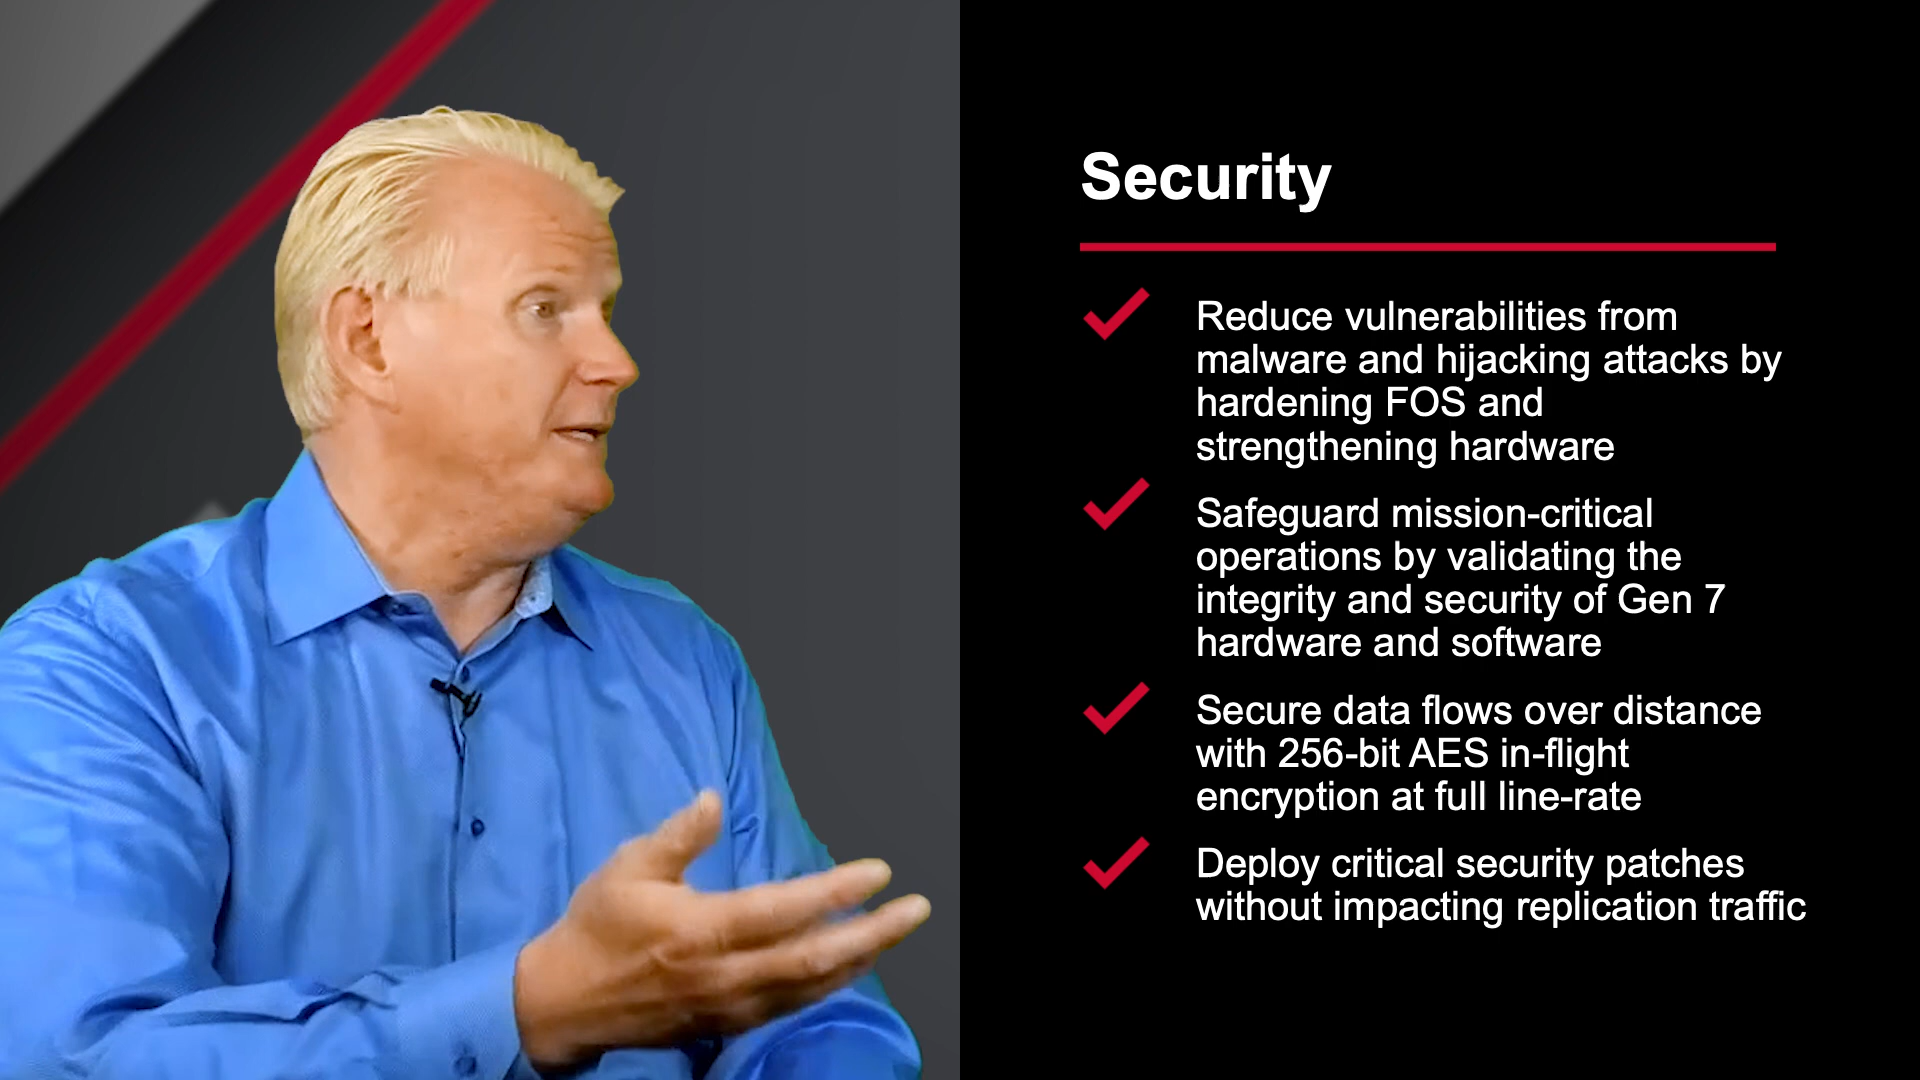 Security
Reduce vulnerabilities from
malware and hijacking attacks by
hardening FOS and
strengthening hardware
Safeguard mission-critical
operations by validating the
integrity and security of Gen 7
hardware and software
Secure data flows over distance
with 256-bit AES in-flight
encryption at full line-rate
Deploy critical security patches
without impacting replication traffic